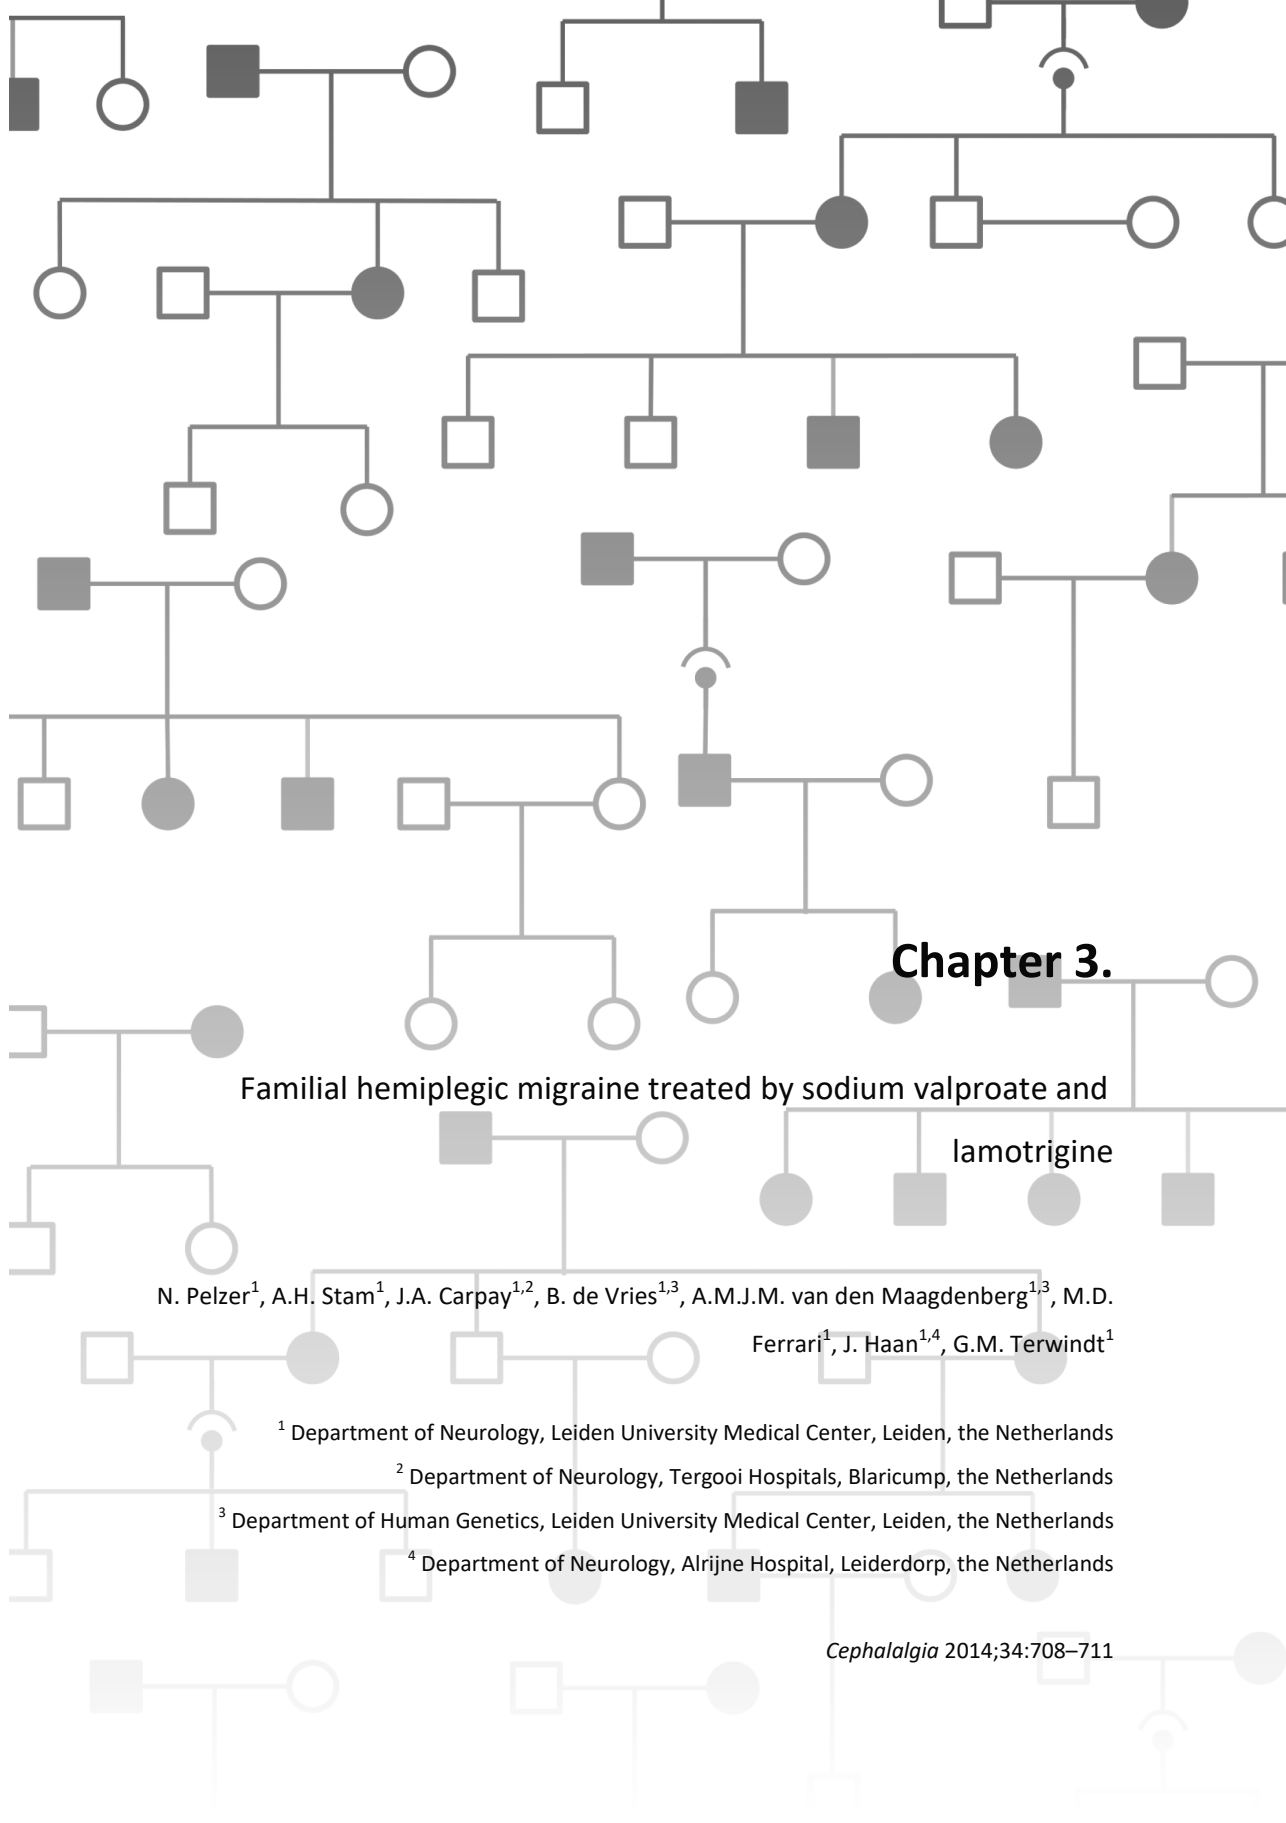 Chapter 3.
Familial hemiplegic migraine treated by sodium valproate and
lamotrigine
N. Pelzer1, A.H. Stam1, J.A. Carpay1,2, B. de Vries1,3, A.M.J.M. van den Maagdenberg1,3, M.D.
Ferrari1, J. Haan1,4, G.M. Terwindt1
1 Department of Neurology, Leiden University Medical Center, Leiden, the Netherlands
2 Department of Neurology, Tergooi Hospitals, Blaricump, the Netherlands
3 Department of Human Genetics, Leiden University Medical Center, Leiden, the Netherlands
4 Department of Neurology, Alrijne Hospital, Leiderdorp, the Netherlands
Cephalalgia 2014;34:708–711